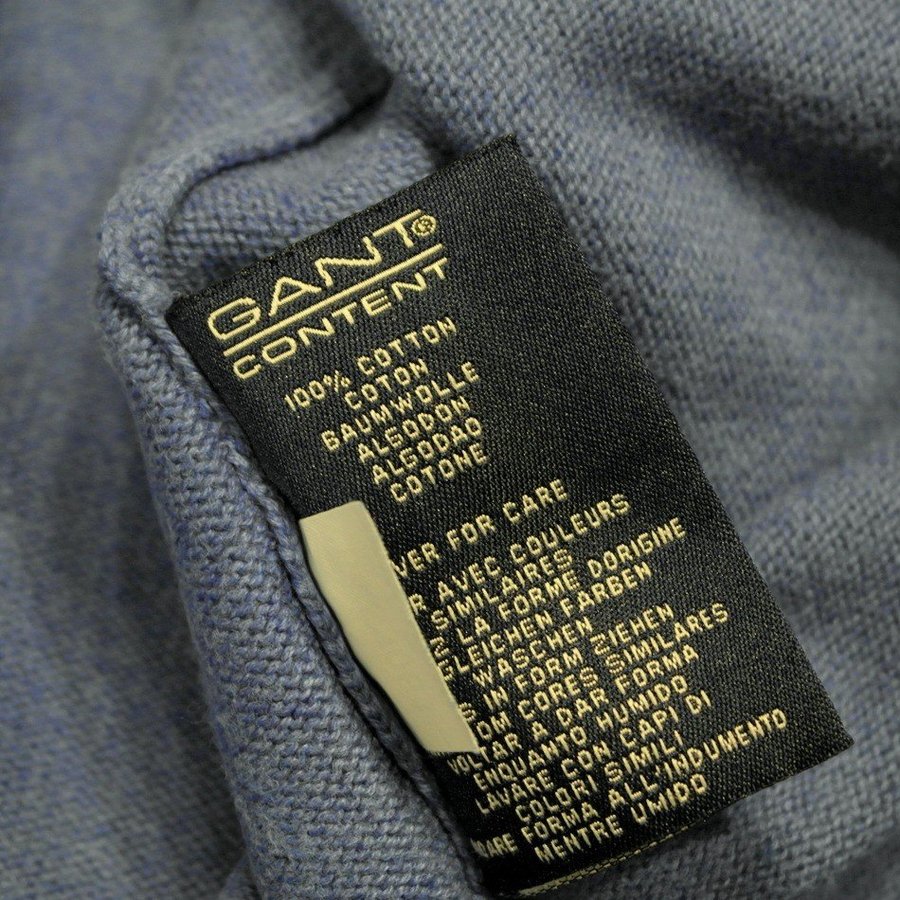 GANT®
CONTENT
100% COTTON
COTON
BAUMWOLLE
ALGODON
ALGODAO
COTONE
VER FOR CARE
R AVEC COULEURS
SIMILAIRES
Z LA FORME DORIGINE
GLEICHEN FARBEN
WASCHEN
S IN FORM ZIEHEN
OM CORES SIMILARES
VOLTAR A DAR FORMA
ENQUANTO HUMIDO
LAVARE CON CAPI DI
COLORI SIMILI
FORMA ALL'INDUMENTO
MENTRE UMIDO